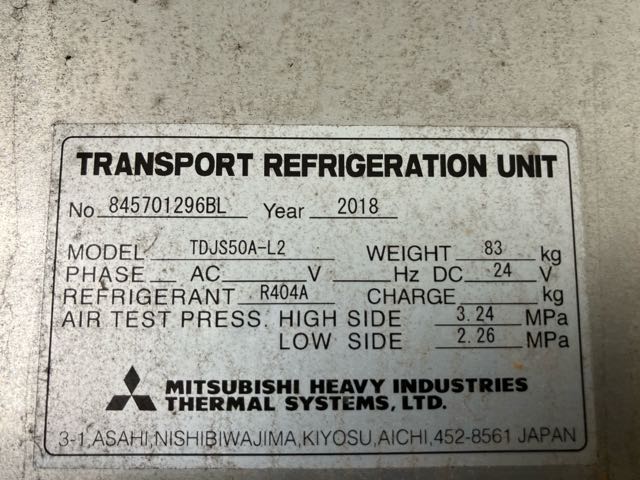 TRANSPORT REFRIGERATION UNIT
No 845701296BL Year 2018
MODEL TDJS50A-L2 WEIGHT 83 kg
PHASE AC V Hz DC 24 V
REFRIGERANT R404A CHARGE kg
AIR TEST PRESS. HIGH SIDE 3.24 MPa
LOW SIDE 2.26 MPa
MITSUBISHI HEAVY INDUSTRIES
THERMAL SYSTEMS, LTD.
3-1,ASAHI,NISHIBIWAJIMA,KIYOSU,AICHI,452-8561 JAPAN